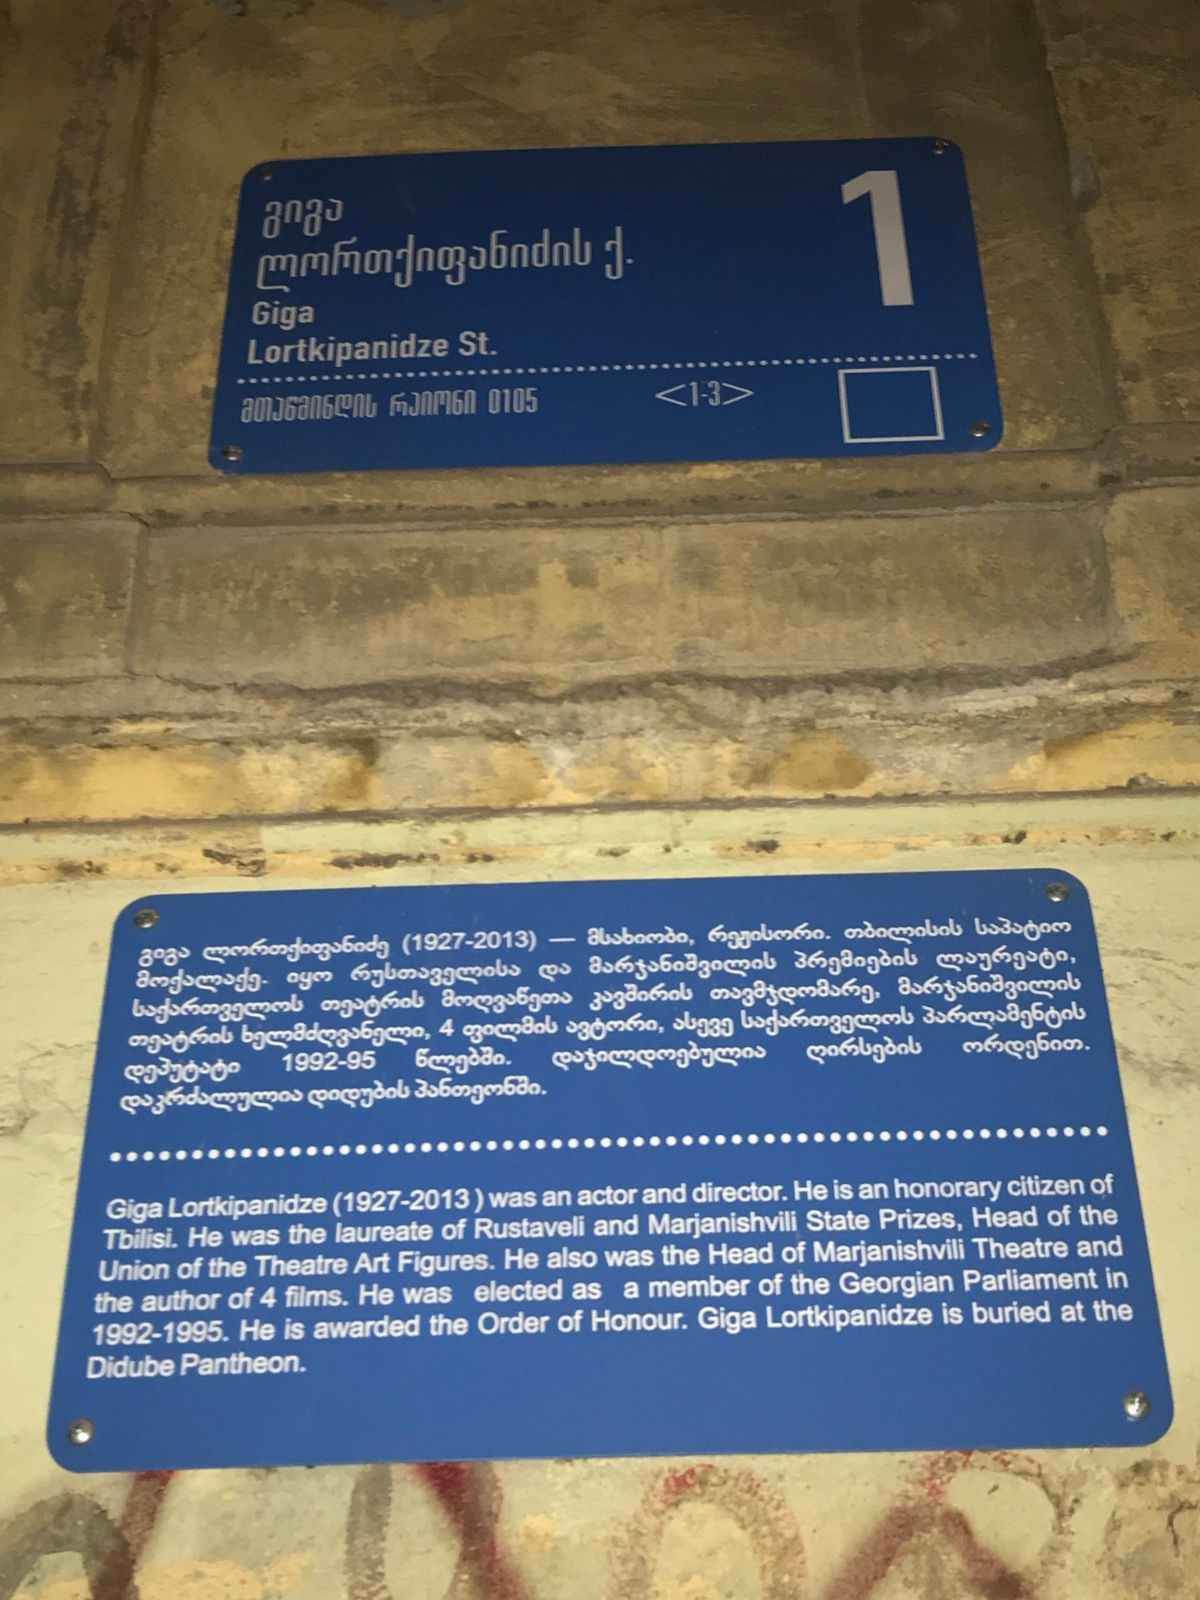 გიგა
ლორთქიფანიძის ქ.
1
Giga
Lortkipanidze St.
მთაწმინდის რაიონი 0105
<1-3>
გიგა ლორთქიფანიძე (1927-2013) — მსახიობი, რეჟისორი. თბილისის საპატიო
მოქალაქე. იყო რუსთაველისა და მარჯანიშვილის პრემიების ლაურეატი,
საქართველოს თეატრის მოღვაწეთა კავშირის თავმჯდომარე, მარჯანიშვილის
თეატრის ხელმძღვანელი, 4 ფილმის ავტორი, ასევე საქართველოს პარლამენტის
დეპუტატი 1992-95 წლებში. დაჯილდოებულია ღირსების ორდენით.
დაკრძალულია დიდუბის პანთეონში.
Giga Lortkipanidze (1927-2013 ) was an actor and director. He is an honorary citizen of
Tbilisi. He was the laureate of Rustaveli and Marjanishvili State Prizes, Head of the
Union of the Theatre Art Figures. He also was the Head of Marjanishvili Theatre and
the author of 4 films. He was elected as a member of the Georgian Parliament in
1992-1995. He is awarded the Order of Honour. Giga Lortkipanidze is buried at the
Didube Pantheon.